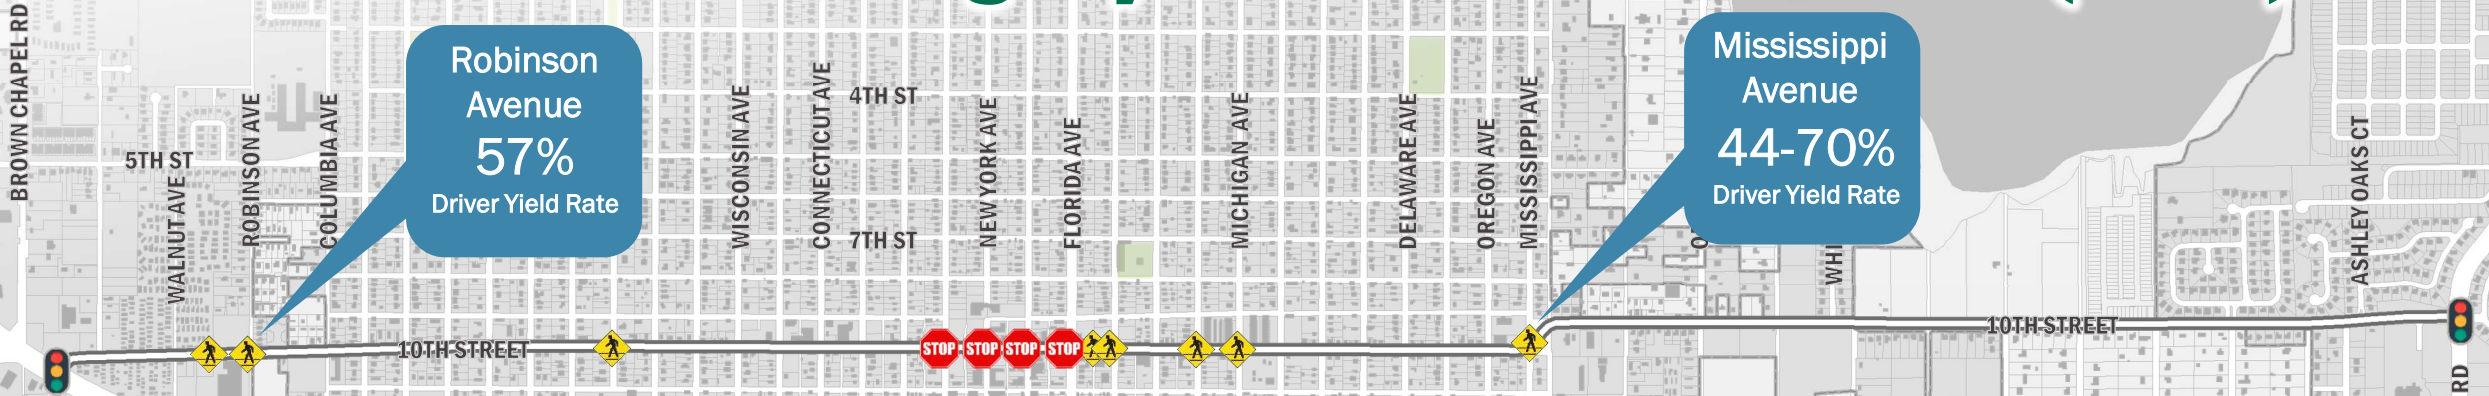 BROWN CHAPEL RD
5TH ST
WALNUT AVE
ROBINSON AVE
COLUMBIA AVE
Robinson
Avenue
57%
Driver Yield Rate
WISCONSIN AVE
CONNECTICUT AVE
4TH ST
7TH ST
NEW YORK AVE
FLORIDA AVE
MICHIGAN AVE
DELAWARE AVE
OREGON AVE
MISSISSIPPI AVE
Mississippi
Avenue
44-70%
Driver Yield Rate
WHI
ASHLEY OAKS CT
10TH STREET
STOP
STOP
STOP
STOP
10TH STREET
RD